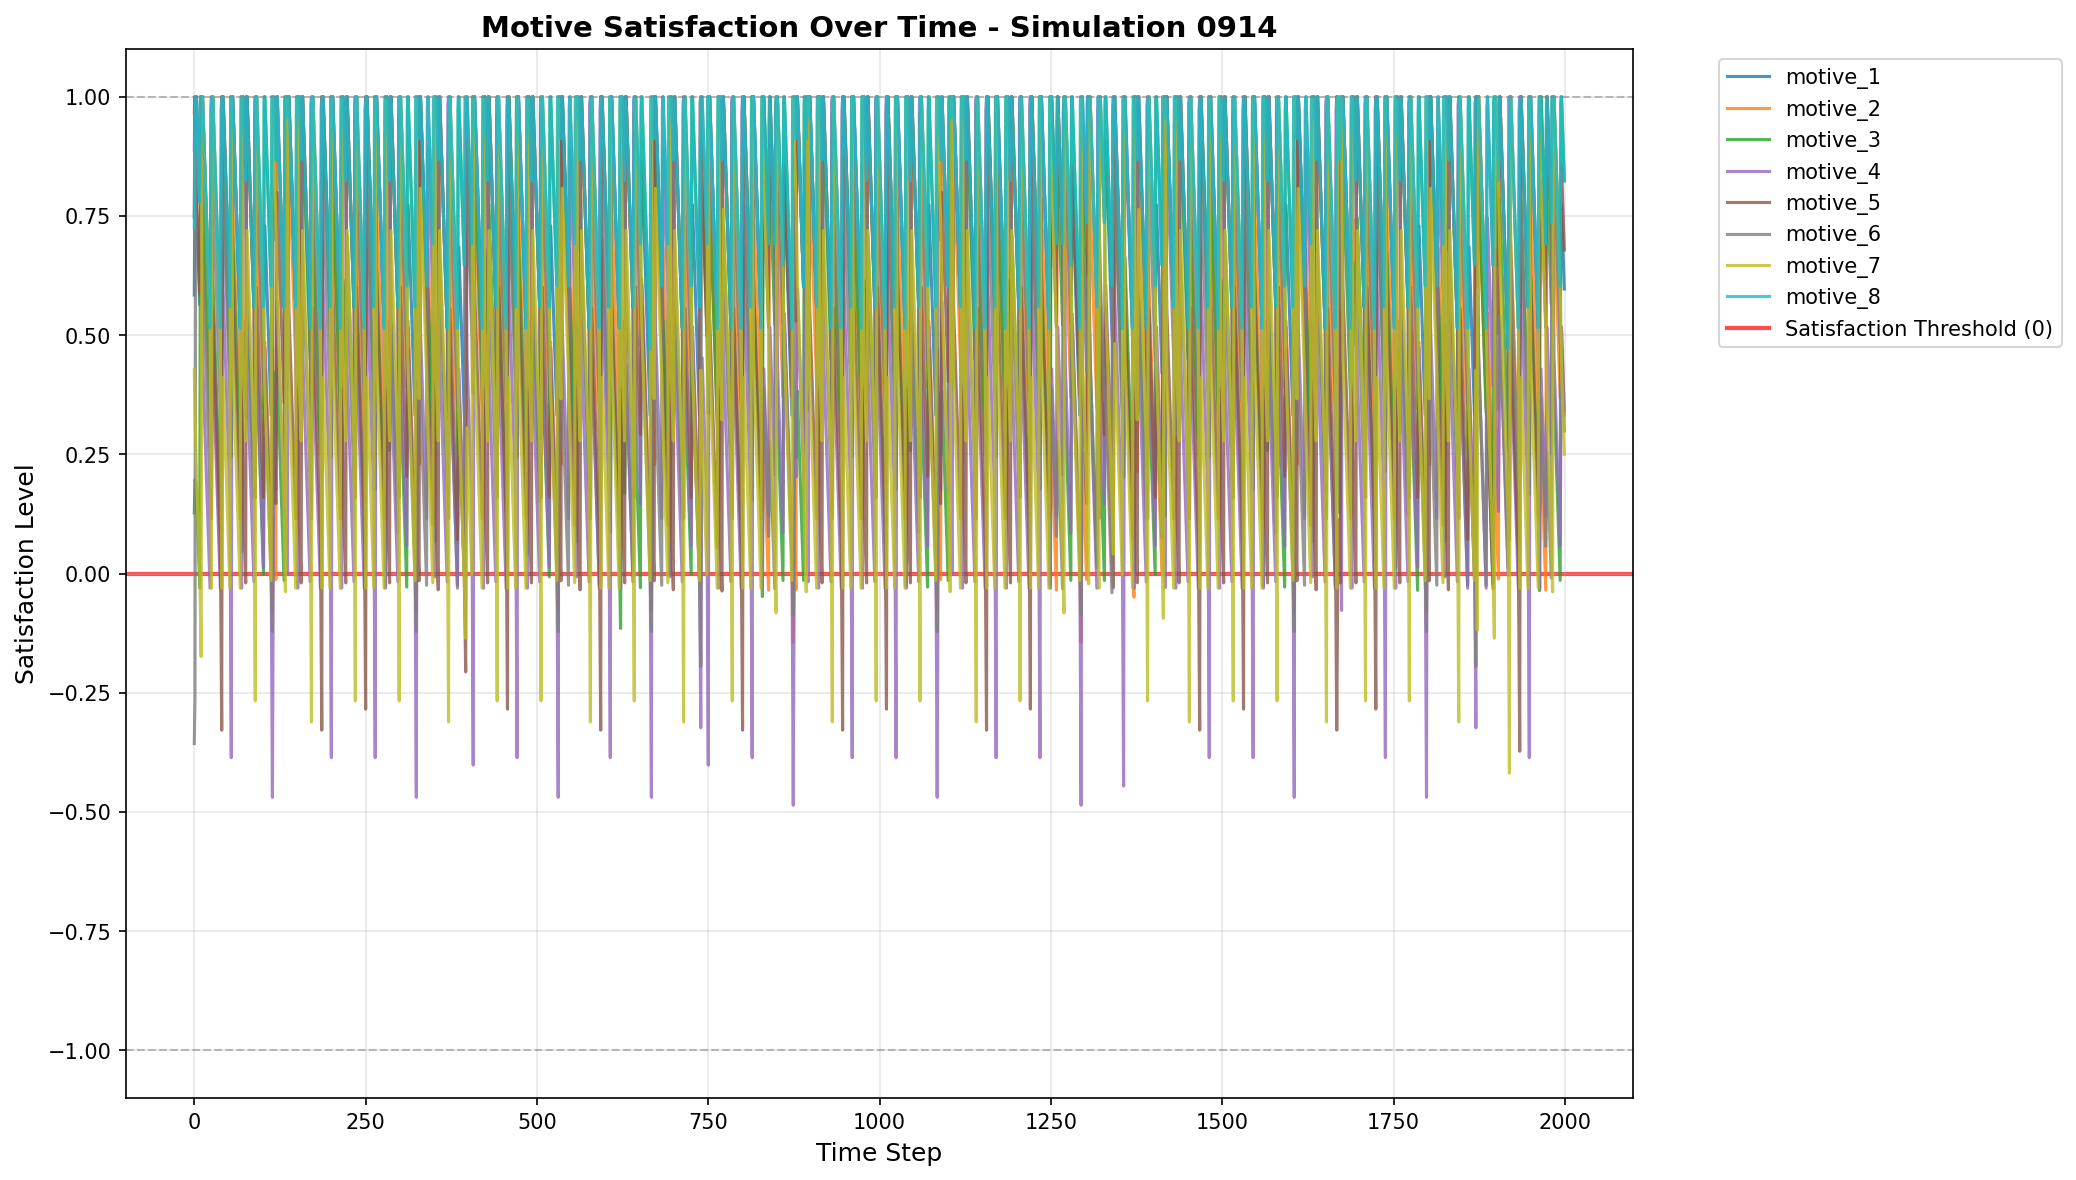 Motive Satisfaction Over Time - Simulation 0914
Satisfaction Level
1.00
0.75
0.50
0.25
0.00
−0.25
−0.50
−0.75
−1.00
0 250 500 750 1000 1250 1500 1750 2000
Time Step
motive_1
motive_2
motive_3
motive_4
motive_5
motive_6
motive_7
motive_8
Satisfaction Threshold (0)